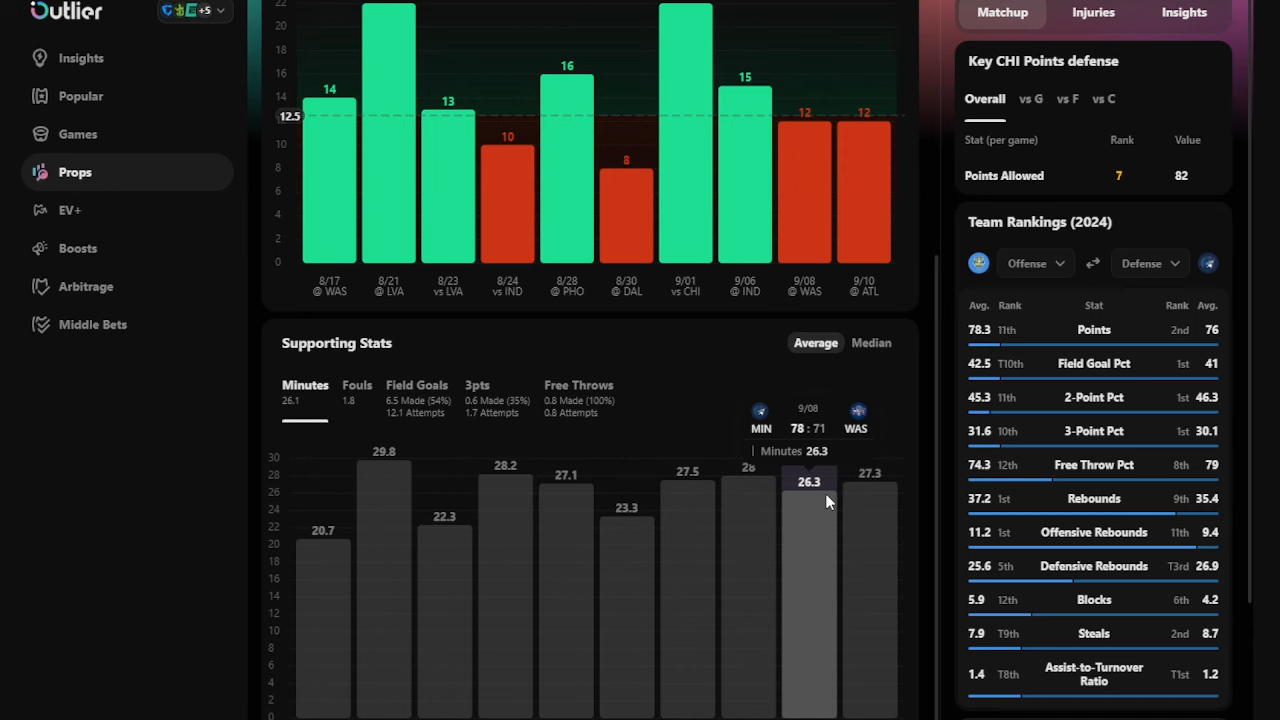 Outlier
+5
Insights
Popular
Games
Props
EV+
Boosts
Arbitrage
Middle Bets
22
20
18
16
14
12.5
10
8
6
4
2
0
14
13
10
16
8
15
12
12
8/17
@ WAS
8/21
@ LVA
8/23
vs LVA
8/24
vs IND
8/28
@ PHO
8/30
@ DAL
9/01
vs CHI
9/06
@ IND
9/08
@ WAS
9/10
@ ATL
Supporting Stats
Average Median
Minutes
26.1
Fouls
1.8
Field Goals
6.5 Made (54%)
12.1 Attempts
3pts
0.6 Made (35%)
1.7 Attempts
Free Throws
0.8 Made (100%)
0.8 Attempts
9/08
MIN 78 : 71 WAS
Minutes 26.3
30
28
26
24
22
20
18
16
14
12
10
8
6
4
2
0
20.7
29.8
22.3
28.2
27.1
23.3
27.5
28
26.3
27.3
Matchup Injuries Insights
Key CHI Points defense
Overall vs G vs F vs C
Stat (per game) Rank Value
Points Allowed 7 82
Team Rankings (2024)
Offense Defense
Avg. Rank Stat Rank Avg.
78.3 11th Points 2nd 76
42.5 T10th Field Goal Pct 1st 41
45.3 11th 2-Point Pct 1st 46.3
31.6 10th 3-Point Pct 1st 30.1
74.3 12th Free Throw Pct 8th 79
37.2 1st Rebounds 9th 35.4
11.2 1st Offensive Rebounds 11th 9.4
25.6 5th Defensive Rebounds T3rd 26.9
5.9 12th Blocks 6th 4.2
7.9 T9th Steals 2nd 8.7
1.4 T8th Assist-to-Turnover Ratio T1st 1.2